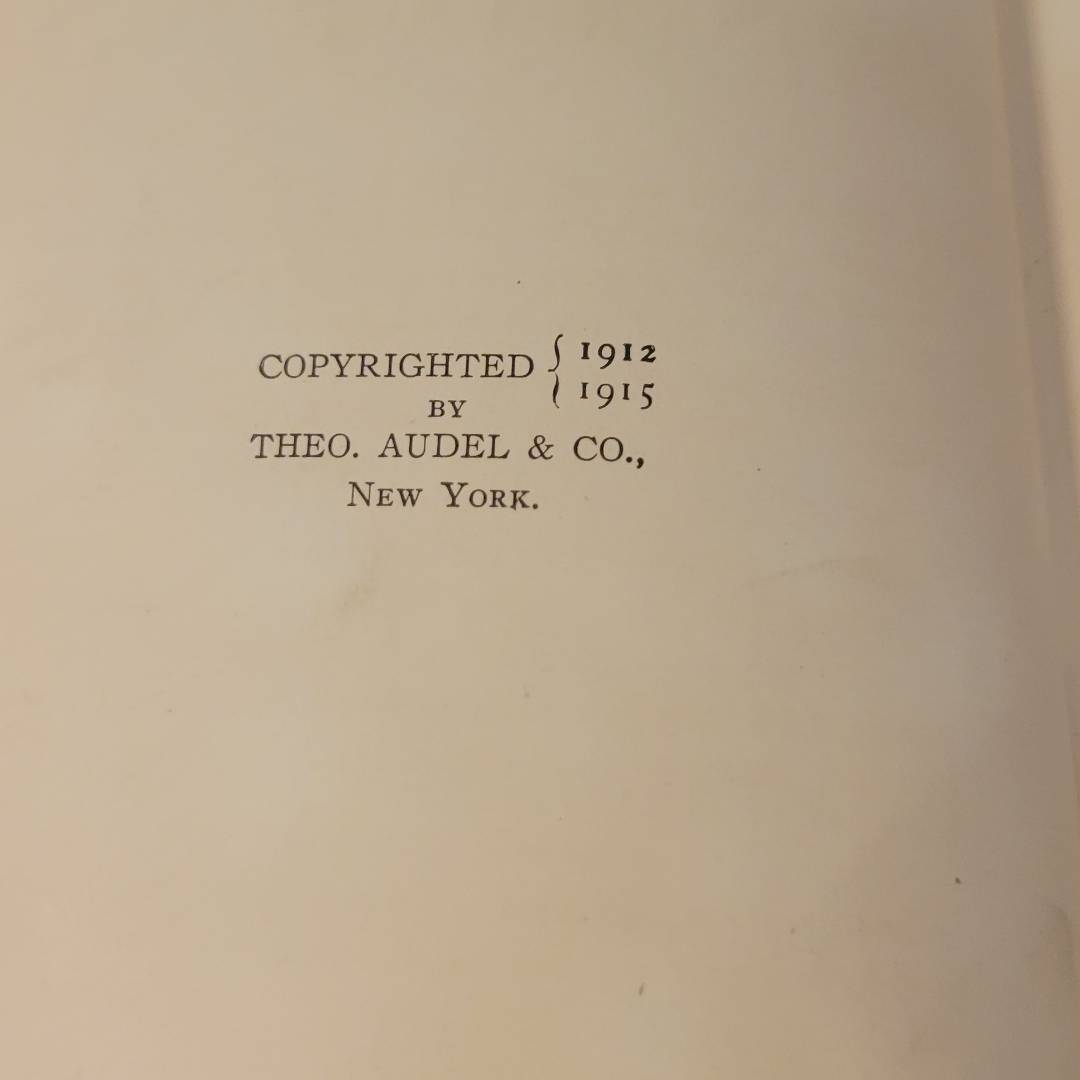 COPYRIGHTED { 1912
1915
BY
THEO. AUDEL & CO.,
NEW YORK.